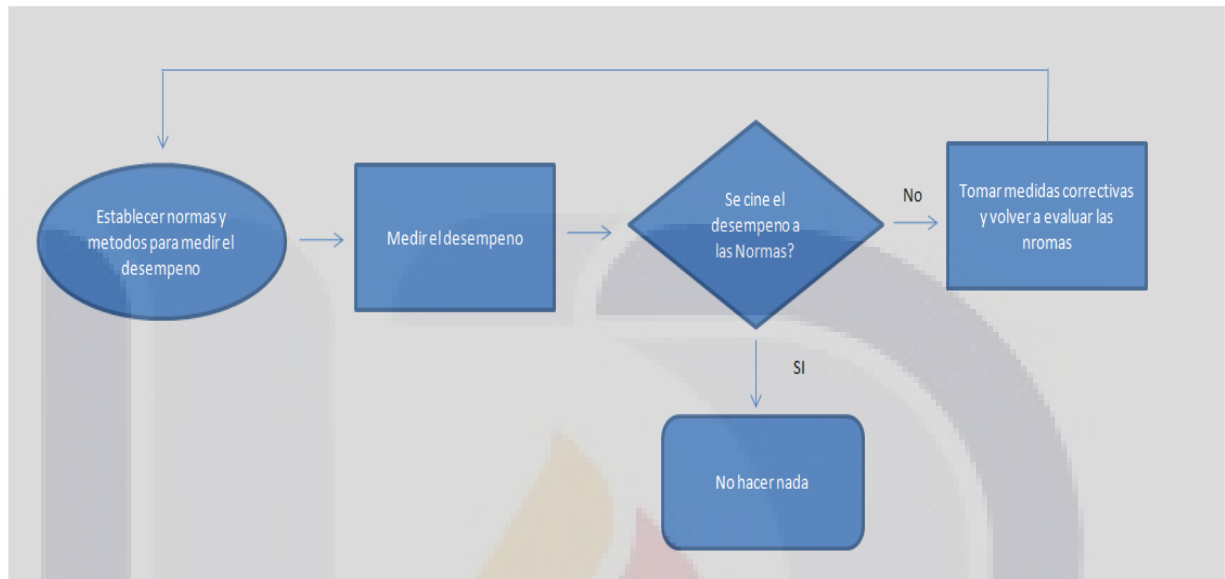 Establecer normas y
metodos para medir el
desempeno
Medir el desempeno
Se cine el
desempeno a
las Normas?
No
Tomar medidas correctivas
y volver a evaluar las
nromas
SI
No hacer nada